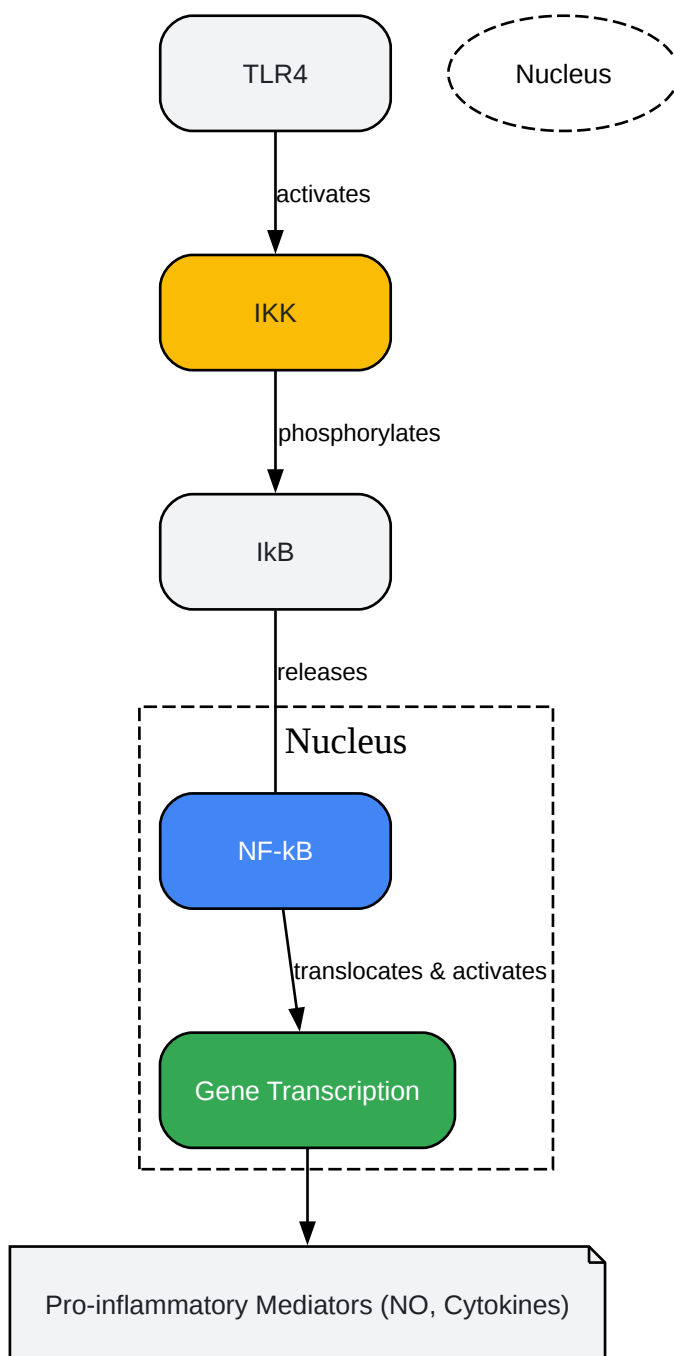 TLR4
Nucleus
activates
IKK
phosphorylates
IkB
releases
Nucleus
NF-kB
translocates & activates
Gene Transcription
Pro-inflammatory Mediators (NO, Cytokines)